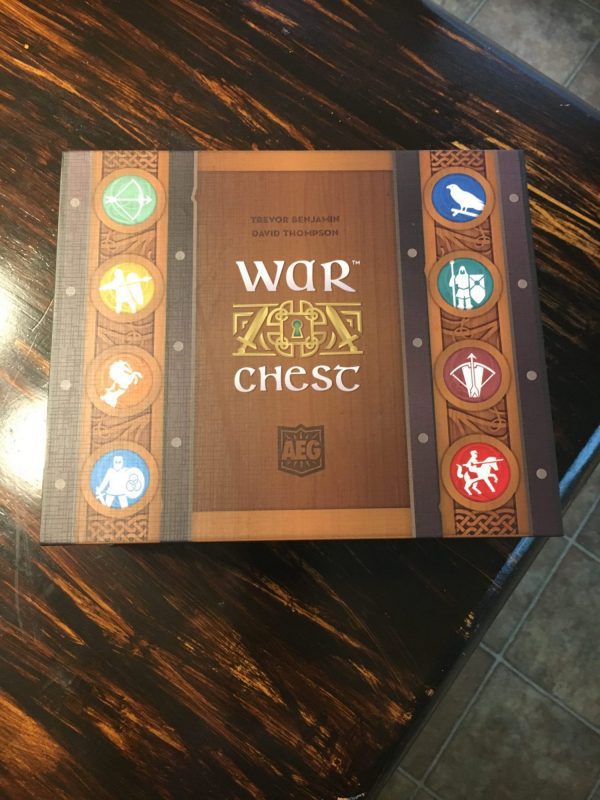 TREVOR BENJAMIN
DAVID THOMPSON
WAR™
CHEST
AEG